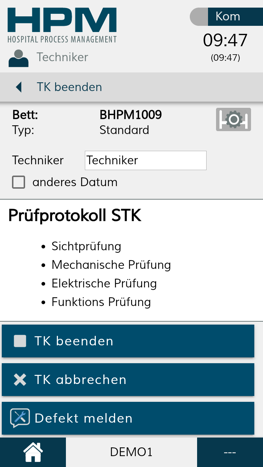 HPM
Kom
HOSPITAL PROCESS MANAGEMENT
09:47
Techniker
(09:47)
TK beenden
Bett: BHPM1009
Typ: Standard
Techniker Techniker
anderes Datum
Prüfprotokoll STK
• Sichtprüfung
• Mechanische Prüfung
• Elektrische Prüfung
• Funktions Prüfung
TK beenden
TK abbrechen
Defekt melden
DEMO1 ---